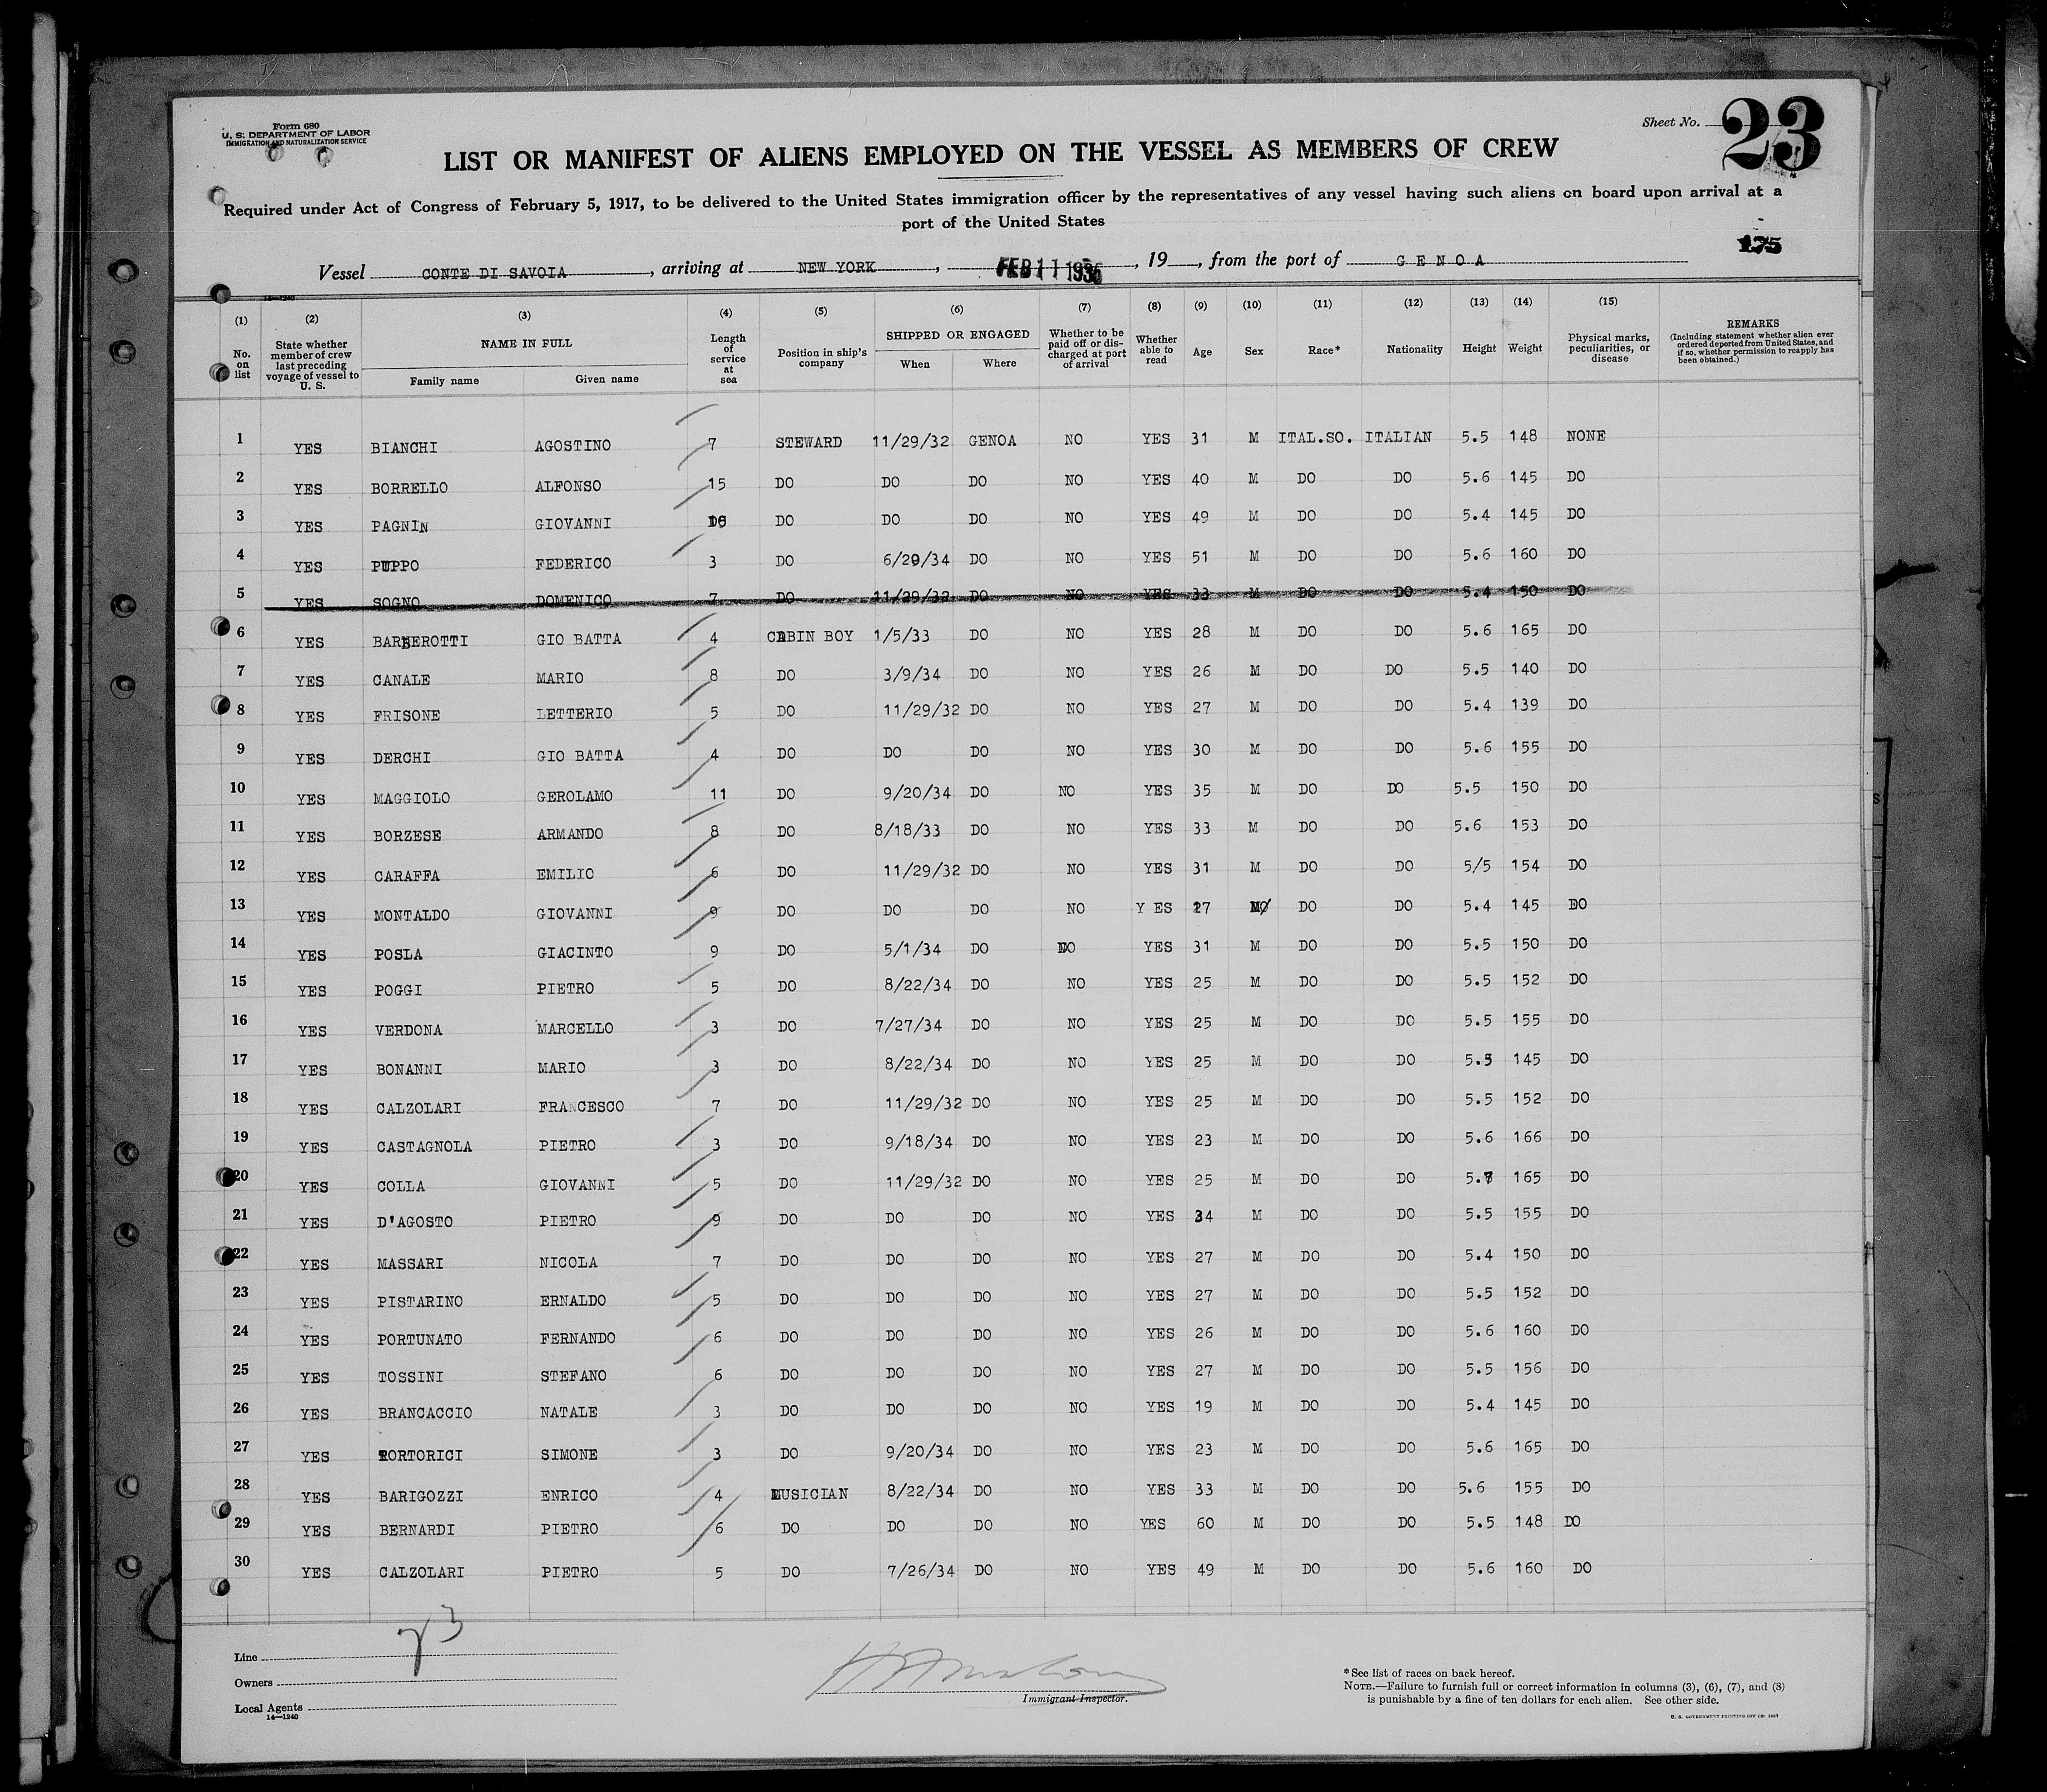 Form 680
U. S. DEPARTMENT OF LABOR
IMMIGRATION AND NATURALIZATION SERVICE
Sheet No. 23
LIST OR MANIFEST OF ALIENS EMPLOYED ON THE VESSEL AS MEMBERS OF CREW
Required under Act of Congress of February 5, 1917, to be delivered to the United States immigration officer by the representatives of any vessel having such aliens on board upon arrival at a
port of the United States
Vessel CONTE DI SAVOIA, arriving at NEW YORK, FEB 11, 19, from the port of GENOA
14—1240
(1) No. on list (2) State whether member of crew last preceding voyage of vessel to U. S. (3) NAME IN FULL Family name Given name (4) Length of service at sea (5) Position in ship's company (6) SHIPPED OR ENGAGED When Where (7) Whether to be paid off or discharged at port of arrival (8) Whether able to read (9) Age (10) Sex (11) Race* (12) Nationality (13) Height (14) Weight (15) Physical marks, peculiarities, or disease REMARKS (Including statement whether alien ever ordered deported from United States, and if so, whether permission to reapply has been obtained.)
1 YES BIANCHI AGOSTINO 7 STEWARD 11/29/32 GENOA NO YES 31 M ITAL.SO. ITALIAN 5.5 148 NONE
2 YES BORRELLO ALFONSO 15 DO DO DO NO YES 40 M DO DO 5.6 145 DO
3 YES PAGNIN GIOVANNI DO DO DO NO YES 49 M DO DO 5.4 145 DO
4 YES PUPPO FEDERICO 3 DO 6/29/34 DO NO YES 51 M DO DO 5.6 160 DO
5 YES SOGNO DOMENICO 7 DO 11/29/32 DO NO YES 33 M DO DO 5.4 150 DO
6 YES BARBEROTTI GIO BATTA 4 CABIN BOY 1/5/33 DO NO YES 28 M DO DO 5.6 165 DO
7 YES CANALE MARIO 8 DO 3/9/34 DO NO YES 26 M DO DO 5.5 140 DO
8 YES FRISONE LETTERIO 5 DO 11/29/32 DO NO YES 27 M DO DO 5.4 139 DO
9 YES DERCHI GIO BATTA 4 DO DO DO NO YES 30 M DO DO 5.6 155 DO
10 YES MAGGIOLO GEROLAMO 11 DO 9/20/34 DO NO YES 35 M DO DO 5.5 150 DO
11 YES BORZESE ARMANDO 8 DO 8/18/33 DO NO YES 33 M DO DO 5.6 153 DO
12 YES CARAFFA EMILIO 6 DO 11/29/32 DO NO YES 31 M DO DO 5/5 154 DO
13 YES MONTALDO GIOVANNI 9 DO DO DO NO Y ES 27 M DO DO 5.4 145 DO
14 YES POSLA GIACINTO 9 DO 5/1/34 DO NO YES 31 M DO DO 5.5 150 DO
15 YES POGGI PIETRO 5 DO 8/22/34 DO NO YES 25 M DO DO 5.5 152 DO
16 YES VERDONA MARCELLO 3 DO 7/27/34 DO NO YES 25 M DO DO 5.5 155 DO
17 YES BONANNI MARIO 3 DO 8/22/34 DO NO YES 25 M DO DO 5.5 145 DO
18 YES CALZOLARI FRANCESCO 7 DO 11/29/32 DO NO YES 25 M DO DO 5.5 152 DO
19 YES CASTAGNOLA PIETRO 3 DO 9/18/34 DO NO YES 23 M DO DO 5.6 166 DO
20 YES COLLA GIOVANNI 5 DO 11/29/32 DO NO YES 25 M DO DO 5.7 165 DO
21 YES D'AGOSTO PIETRO 9 DO DO DO NO YES 34 M DO DO 5.5 155 DO
22 YES MASSARI NICOLA 7 DO DO DO NO YES 27 M DO DO 5.4 150 DO
23 YES PISTARINO ERNALDO 5 DO DO DO NO YES 27 M DO DO 5.5 152 DO
24 YES PORTUNATO FERNANDO 6 DO DO DO NO YES 26 M DO DO 5.6 160 DO
25 YES TOSSINI STEFANO 6 DO DO DO NO YES 27 M DO DO 5.5 156 DO
26 YES BRANCACCIO NATALE 3 DO DO DO NO YES 19 M DO DO 5.4 145 DO
27 YES TORTORICI SIMONE 3 DO 9/20/34 DO NO YES 23 M DO DO 5.6 165 DO
28 YES BARIGOZZI ENRICO 4 MUSICIAN 8/22/34 DO NO YES 33 M DO DO 5.6 155 DO
29 YES BERNARDI PIETRO 6 DO DO DO NO YES 60 M DO DO 5.5 148 DO
30 YES CALZOLARI PIETRO 5 DO 7/26/34 DO NO YES 49 M DO DO 5.6 160 DO
Line
Owners
Local Agents
14—1240
Immigrant Inspector.
* See list of races on back hereof.
NOTE.—Failure to furnish full or correct information in columns (3), (6), (7), and (8)
is punishable by a fine of ten dollars for each alien. See other side.